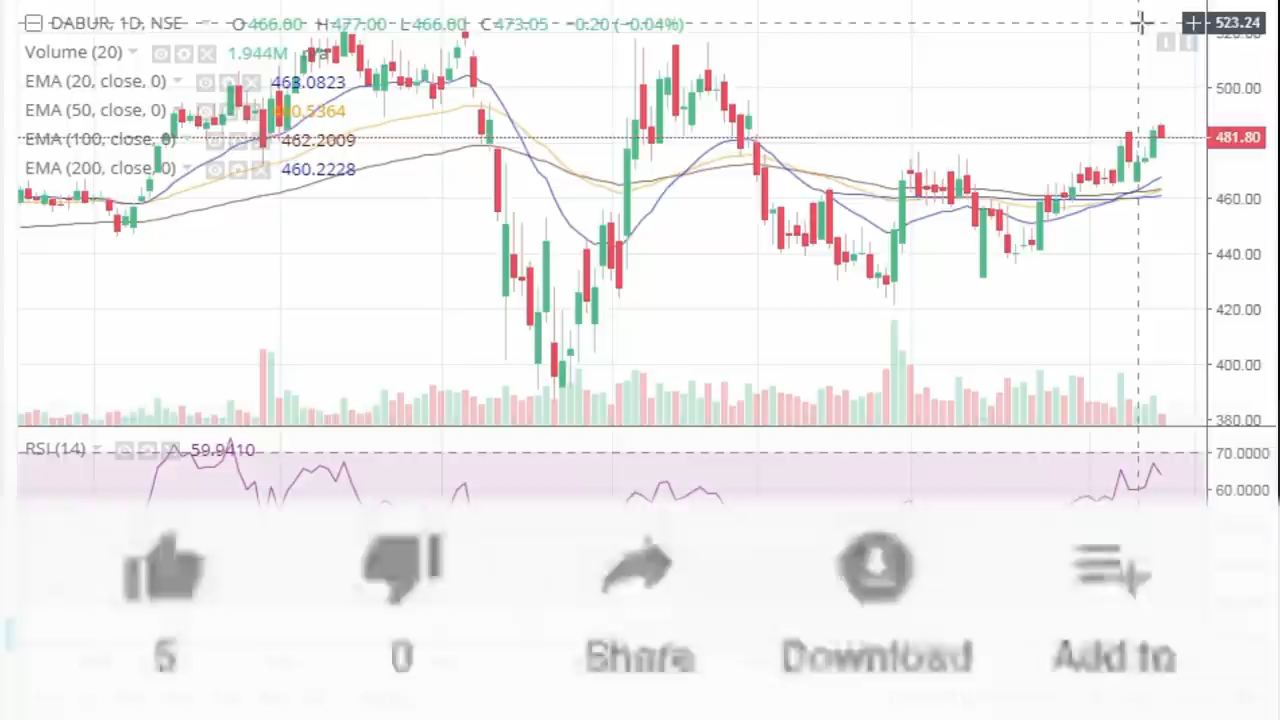 DABUR, 1D, NSE O466.80 H477.00 L466.60 C473.05 −0.20 (−0.04%)
523.24
520.00
Volume (20) 1.944M n/a
EMA (20, close, 0) 463.0823
500.00
EMA (50, close, 0)
EMA (100, close, 0) 462.2009
481.80
EMA (200, close, 0) 460.2228
460.00
440.00
420.00
400.00
380.00
RSI (14) 59.9410
70.0000
60.0000
5 0 Share Download Add to